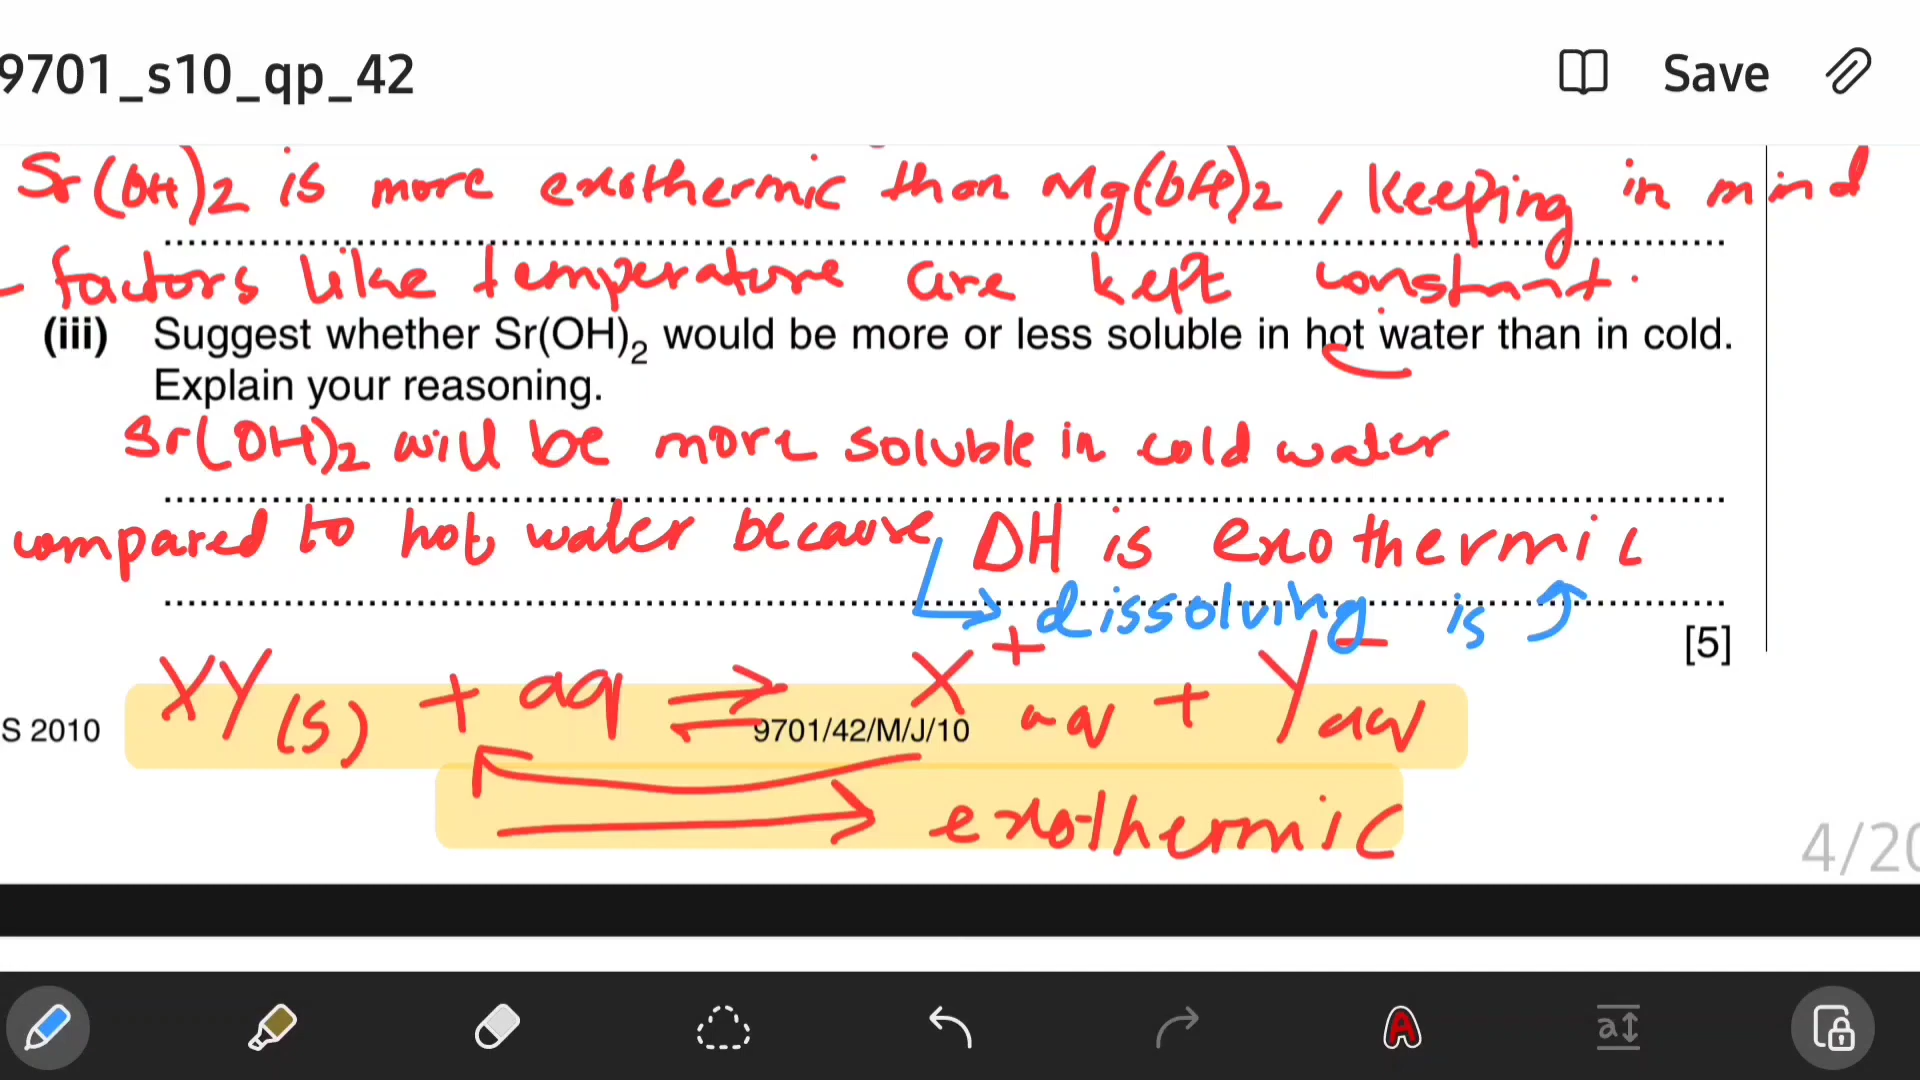 9701_s10_qp_42
Save
Sr(OH)2 is more exothermic than Mg(OH)2, keeping in mind
- factors like temperature are kept constant.
(iii) Suggest whether Sr(OH)₂ would be more or less soluble in hot water than in cold.
Explain your reasoning.
Sr(OH)2 will be more soluble in cold water
compared to hot water because ΔH is exothermic
↳ dissolving is ⤴
[5]
XY(s) + aq ⇌ X⁺aq + Y⁻aq
S 2010
9701/42/M/J/10
→ exothermic
4/20
A
a